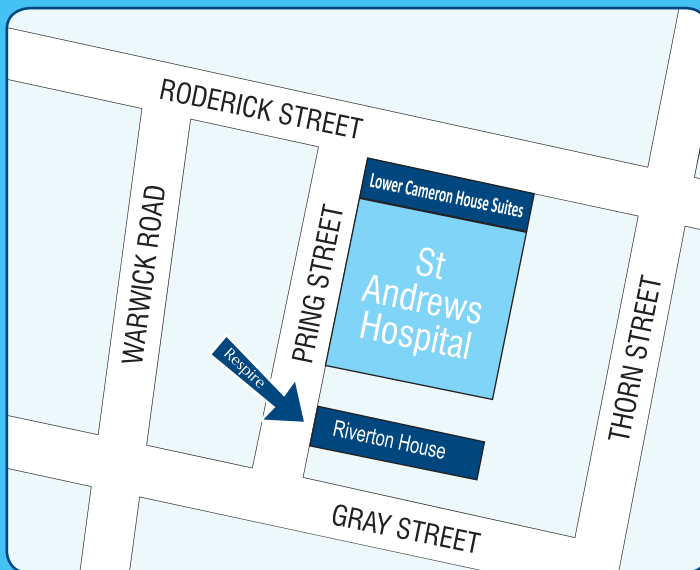 RODERICK STREET
Lower Cameron House Suites
WARWICK ROAD
PRING STREET
St
Andrews
Hospital
THORN STREET
Respire
Riverton House
GRAY STREET